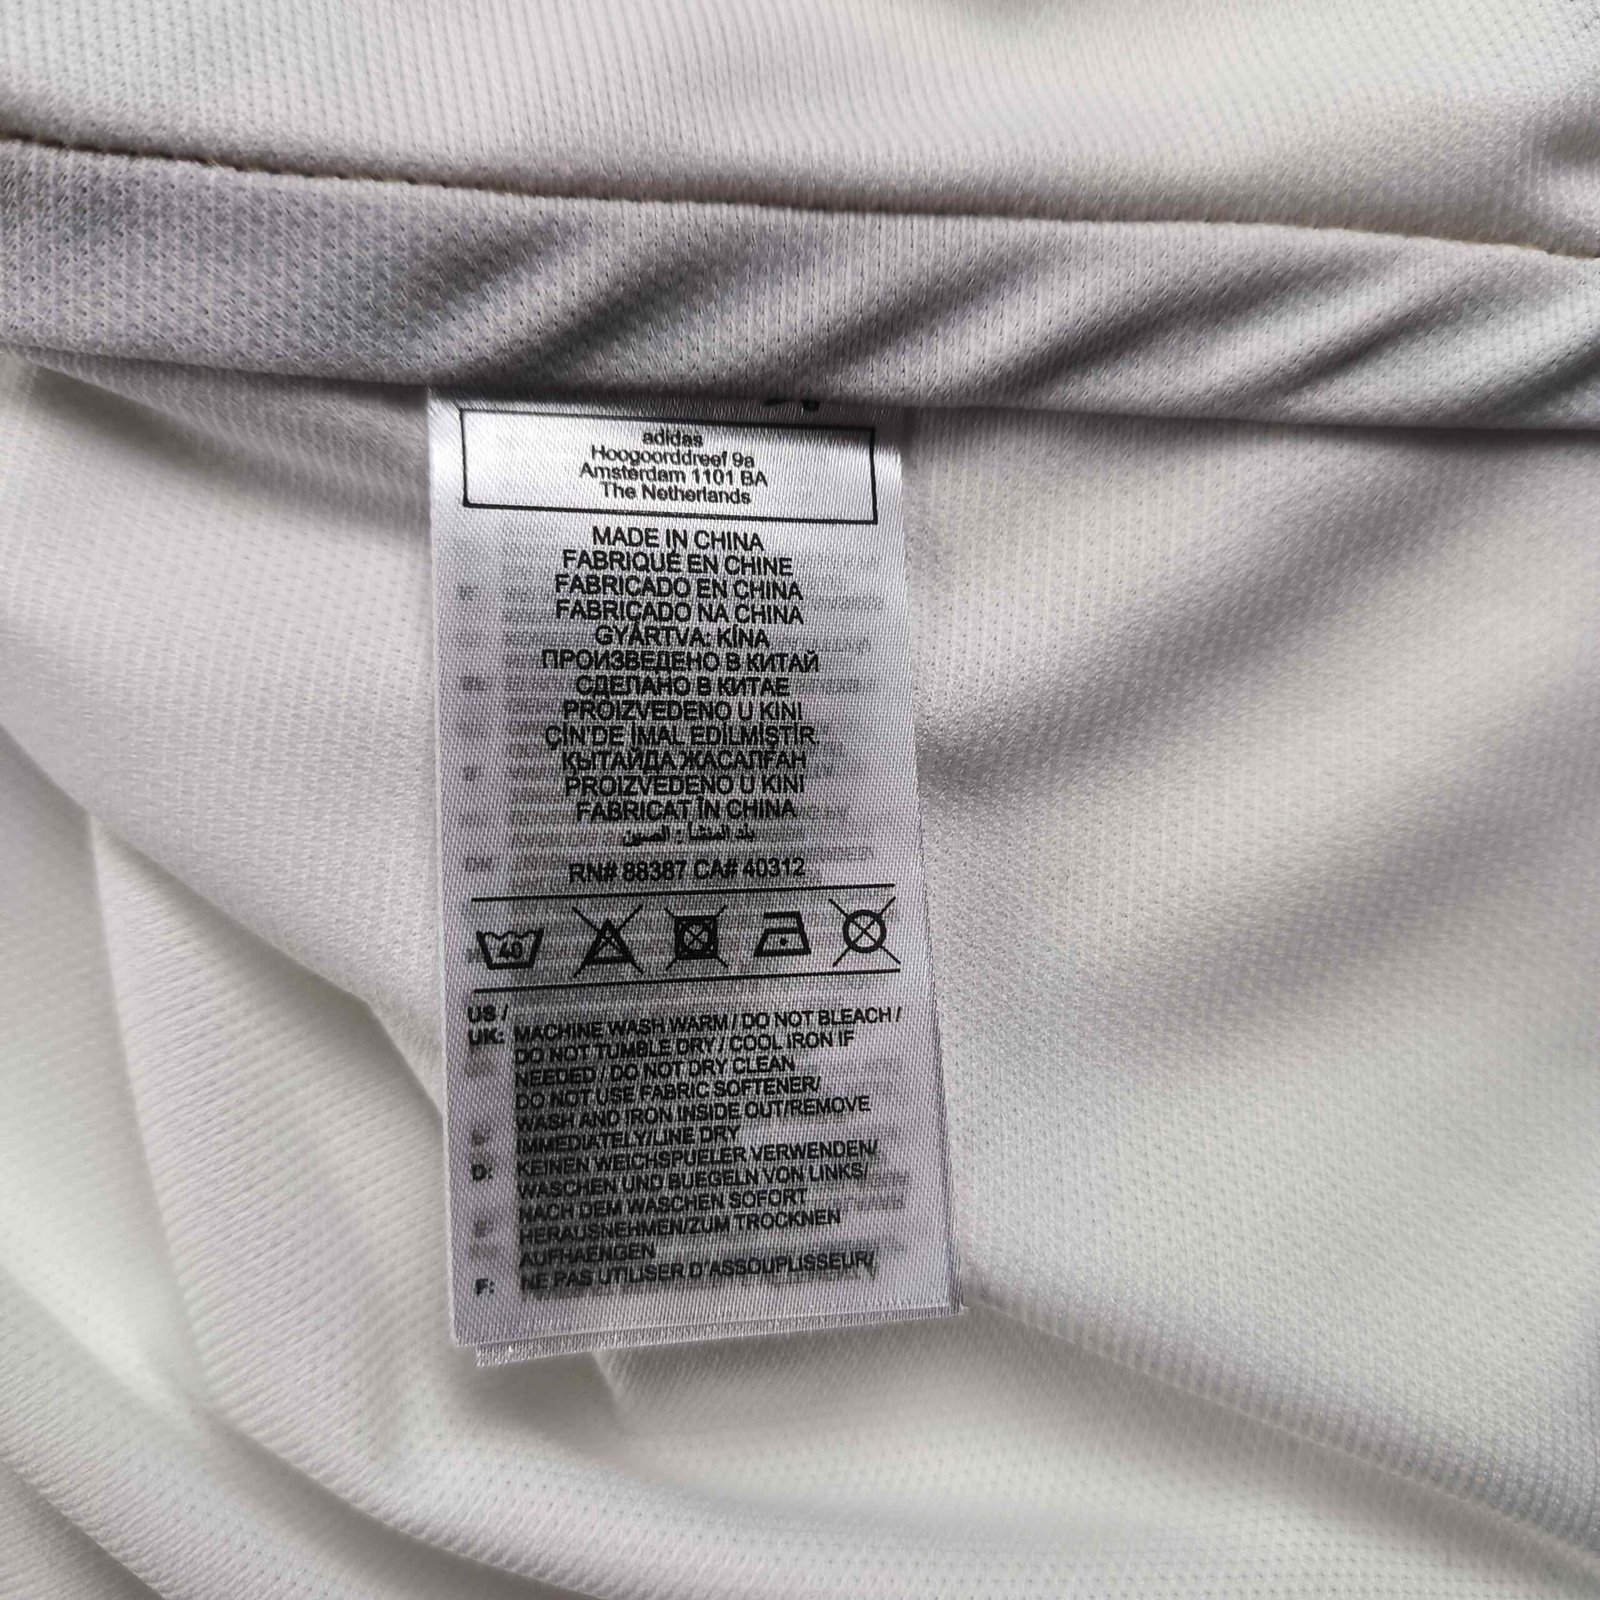 adidas
Hoogoorddreef 9a
Amsterdam 1101 BA
The Netherlands
MADE IN CHINA
FABRIQUÉ EN CHINE
FABRICADO EN CHINA
FABRICADO NA CHINA
GYÁRTVA: KÍNA
ПРОИЗВЕДЕНО В КИТАЙ
СДЕЛАНО В КИТАЕ
PROIZVEDENO U KINI
ÇİN'DE İMAL EDİLMİŞTİR
ҚЫТАЙДА ЖАСАЛҒАН
PROIZVEDENO U KINI
FABRICAT ÎN CHINA
بلد المنشأ: الصين
RN# 88387 CA# 40312
40
US /
UK: MACHINE WASH WARM / DO NOT BLEACH /
DO NOT TUMBLE DRY / COOL IRON IF
NEEDED / DO NOT DRY CLEAN
DO NOT USE FABRIC SOFTENER/
WASH AND IRON INSIDE OUT/REMOVE
IMMEDIATELY/LINE DRY
D: KEINEN WEICHSPUELER VERWENDEN/
WASCHEN UND BUEGELN VON LINKS/
NACH DEM WASCHEN SOFORT
HERAUSNEHMEN/ZUM TROCKNEN
AUFHAENGEN
F: NE PAS UTILISER D'ASSOUPLISSEUR/